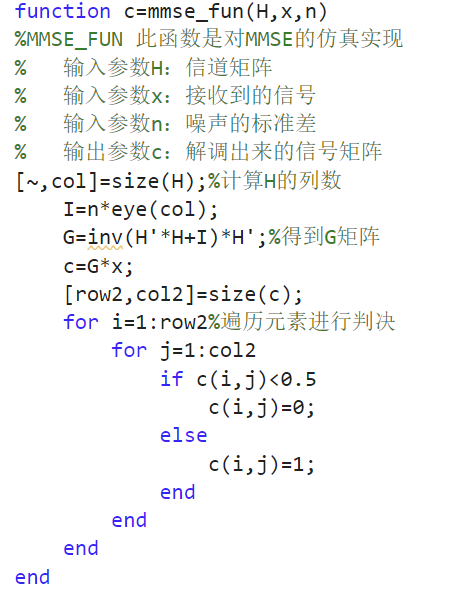 function c=mmse_fun(H,x,n)
%MMSE_FUN 此函数是对MMSE的仿真实现
%   输入参数H：信道矩阵
%   输入参数x：接收到的信号
%   输入参数n：噪声的标准差
%   输出参数c：解调出来的信号矩阵
[~,col]=size(H);%计算H的列数
    I=n*eye(col);
    G=inv(H'*H+I)*H';%得到G矩阵
    c=G*x;
    [row2,col2]=size(c);
    for i=1:row2%遍历元素进行判决
        for j=1:col2
            if c(i,j)<0.5
                c(i,j)=0;
            else
                c(i,j)=1;
            end
        end
    end
end